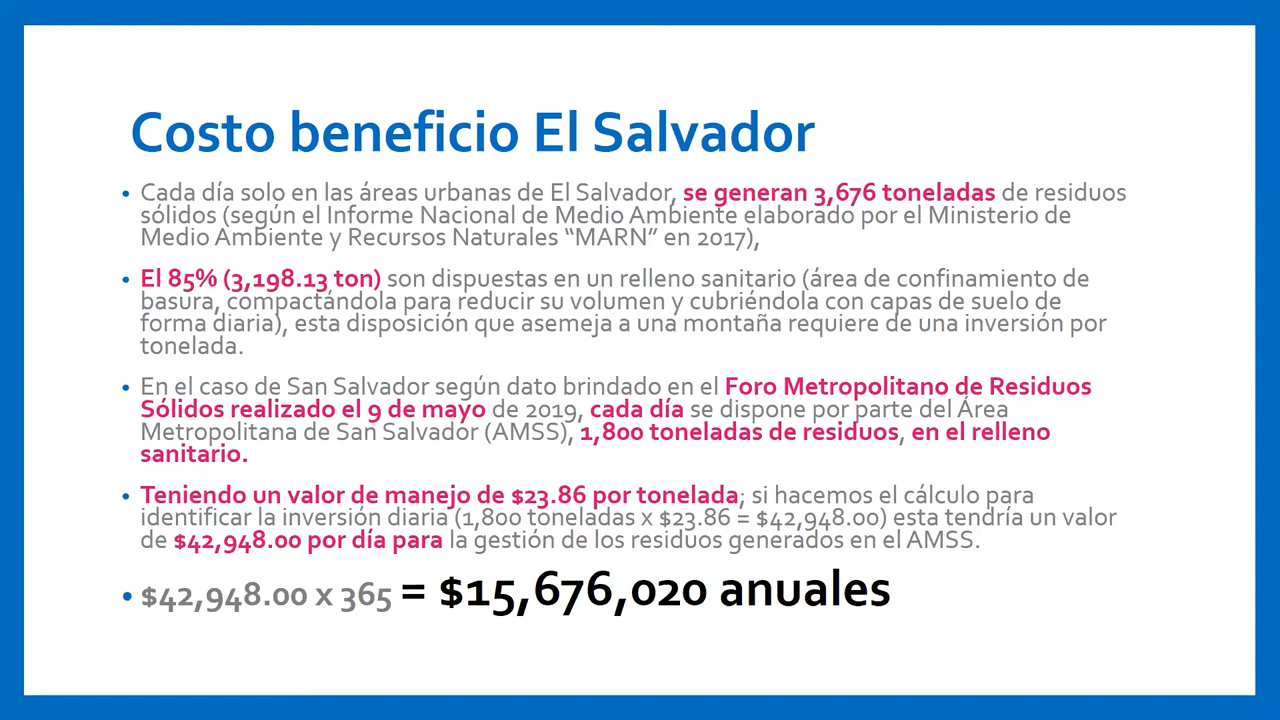 Costo beneficio El Salvador
• Cada día solo en las áreas urbanas de El Salvador, se generan 3,676 toneladas de residuos
sólidos (según el Informe Nacional de Medio Ambiente elaborado por el Ministerio de
Medio Ambiente y Recursos Naturales “MARN” en 2017),
• El 85% (3,198.13 ton) son dispuestas en un relleno sanitario (área de confinamiento de
basura, compactándola para reducir su volumen y cubriéndola con capas de suelo de
forma diaria), esta disposición que asemeja a una montaña requiere de una inversión por
tonelada.
• En el caso de San Salvador según dato brindado en el Foro Metropolitano de Residuos
Sólidos realizado el 9 de mayo de 2019, cada día se dispone por parte del Área
Metropolitana de San Salvador (AMSS), 1,800 toneladas de residuos, en el relleno
sanitario.
• Teniendo un valor de manejo de $23.86 por tonelada; si hacemos el cálculo para
identificar la inversión diaria (1,800 toneladas x $23.86 = $42,948.00) esta tendría un valor
de $42,948.00 por día para la gestión de los residuos generados en el AMSS.
• $42,948.00 x 365 = $15,676,020 anuales